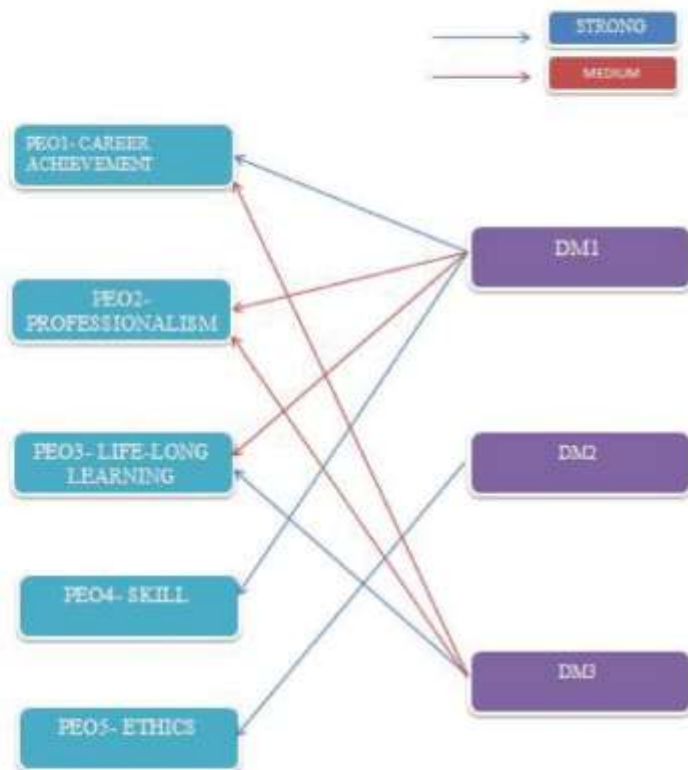 STRONG
MEDIUM
PEO1- CAREER
ACHIEVEMENT
DM1
PEO2-
PROFESSIONALISM
PEO3- LIFE-LONG
LEARNING
DM2
PEO4- SKILL
DM3
PEO5- ETHICS